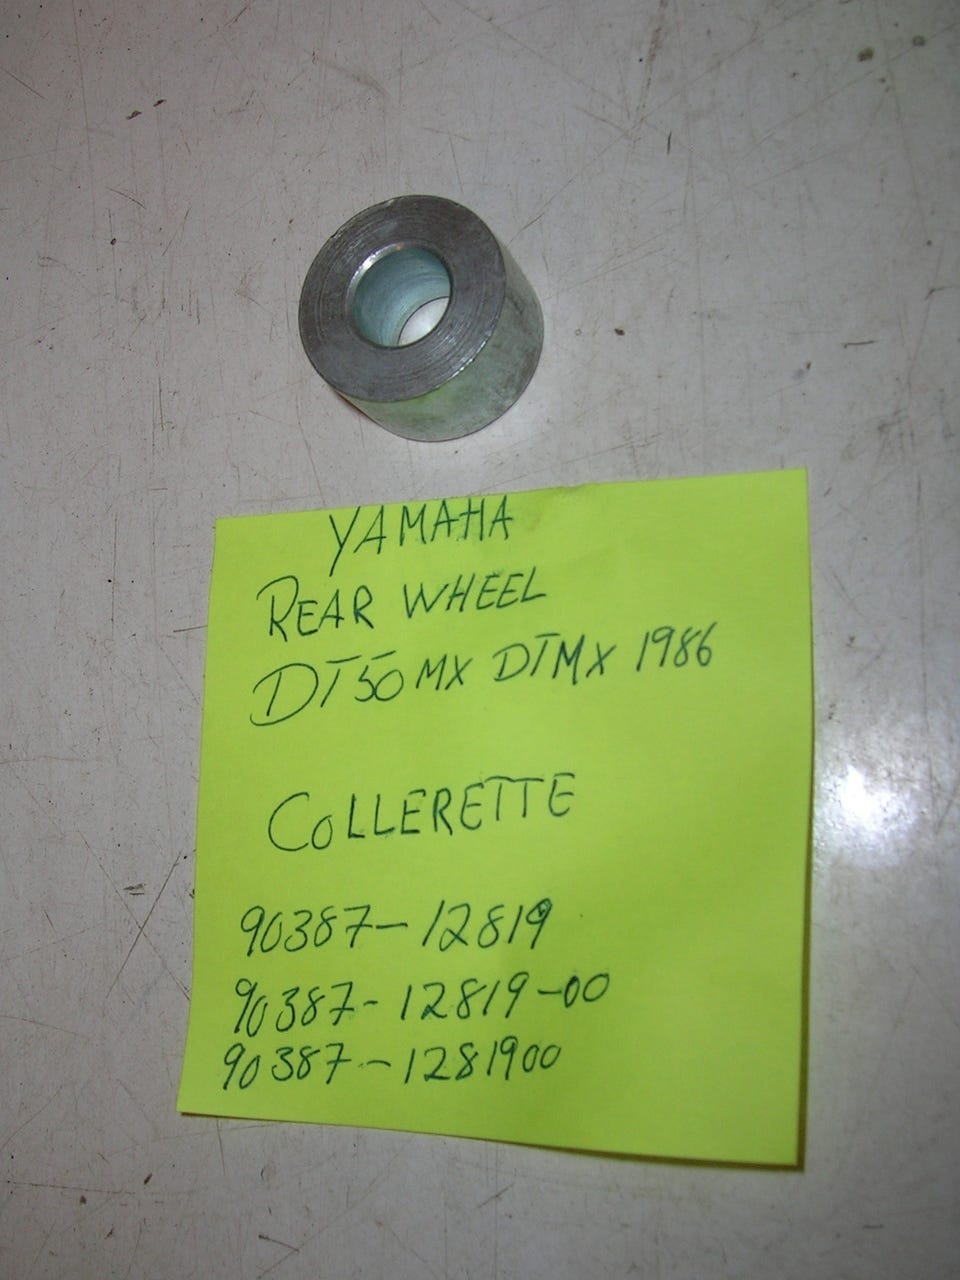 YAMAHA
REAR WHEEL
DT50MX DTMX 1986
COLLERETTE
90387-12819
90387-12819-00
90387-1281900